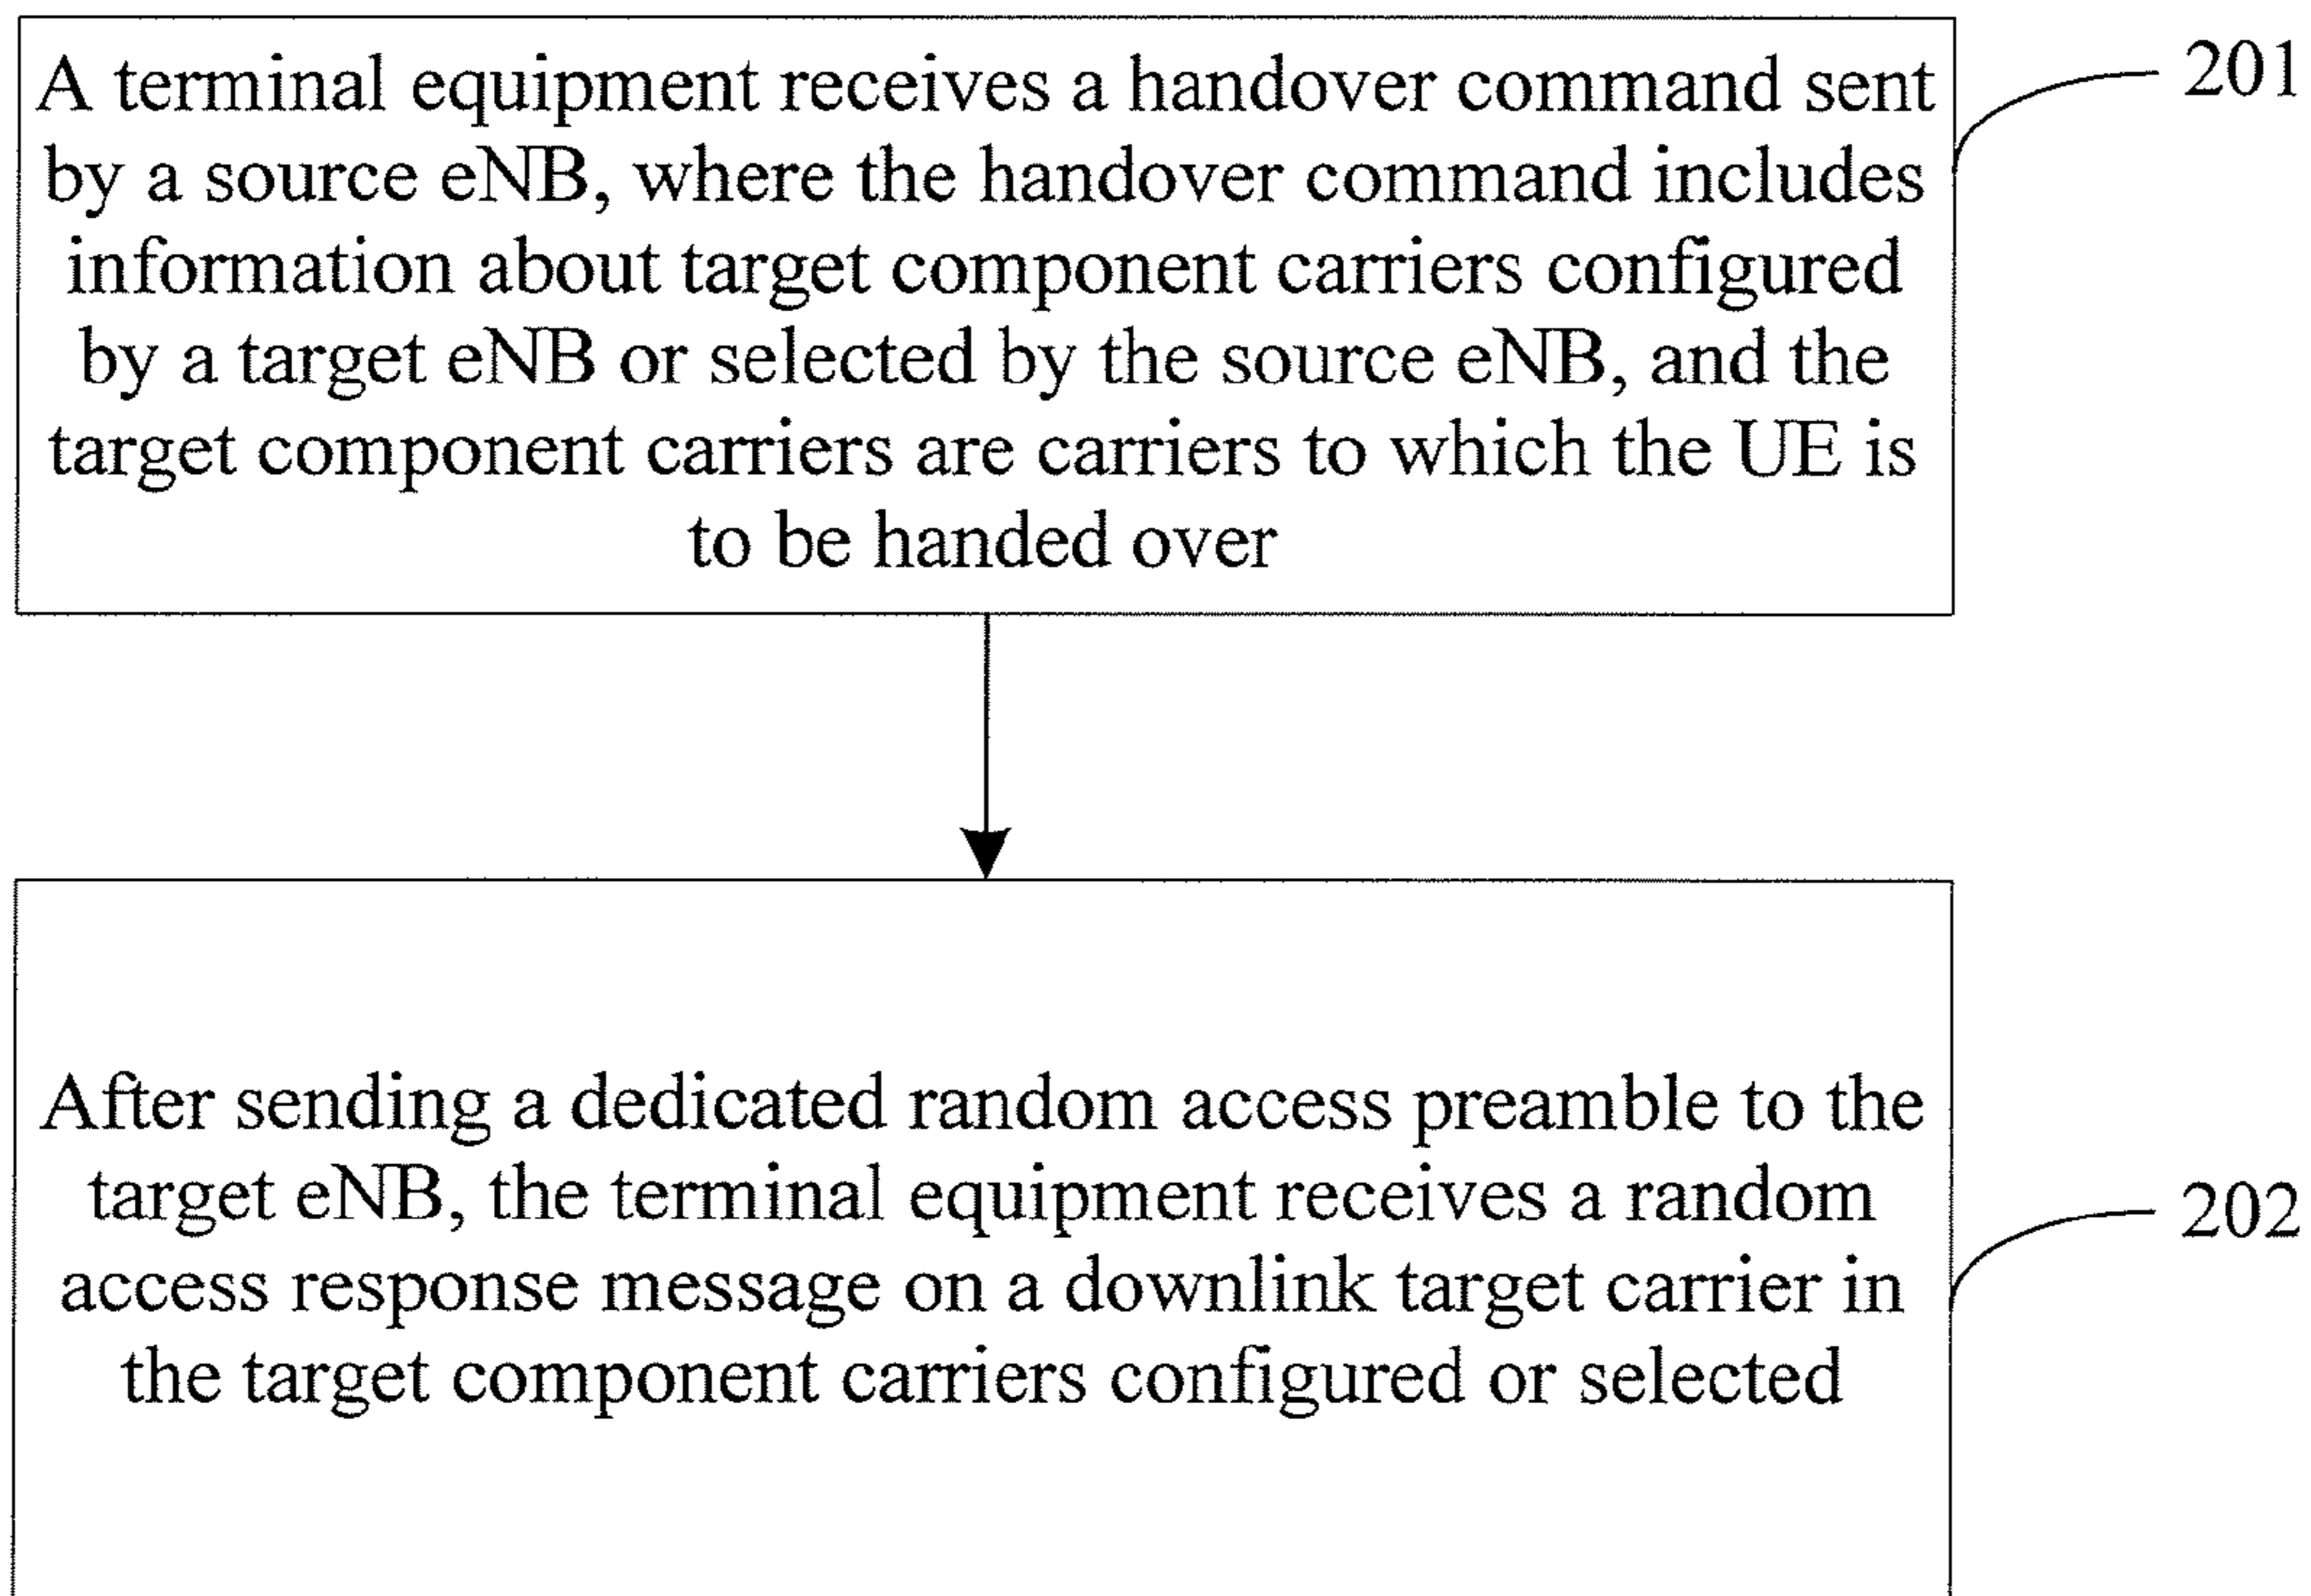 A terminal equipment receives a handover command sent
by a source eNB, where the handover command includes
information about target component carriers configured
by a target eNB or selected by the source eNB, and the
target component carriers are carriers to which the UE is
to be handed over
201
After sending a dedicated random access preamble to the
target eNB, the terminal equipment receives a random
access response message on a downlink target carrier in
the target component carriers configured or selected
202